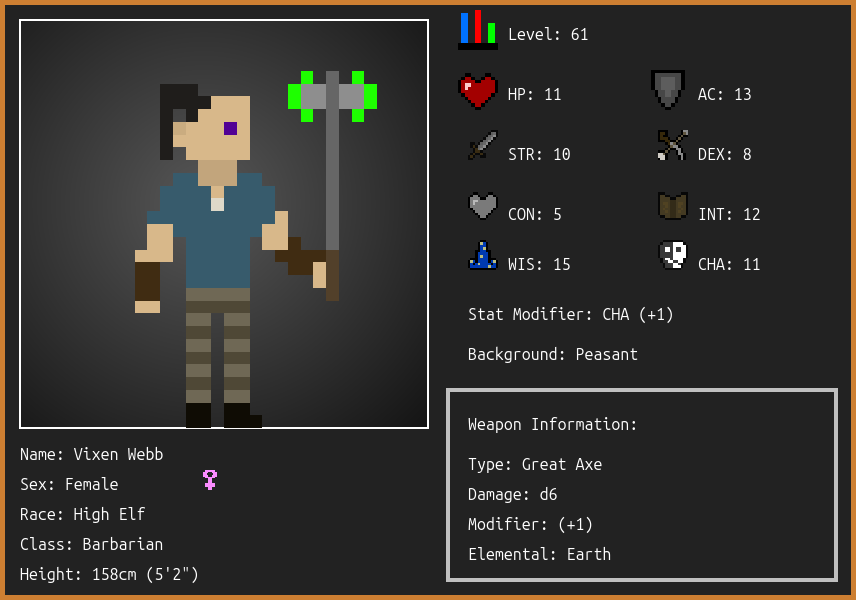 Level: 61
HP: 11
AC: 13
STR: 10
DEX: 8
CON: 5
INT: 12
WIS: 15
CHA: 11
Stat Modifier: CHA (+1)
Background: Peasant
Weapon Information:
Type: Great Axe
Damage: d6
Modifier: (+1)
Elemental: Earth
Name: Vixen Webb
Sex: Female
Race: High Elf
Class: Barbarian
Height: 158cm (5'2")